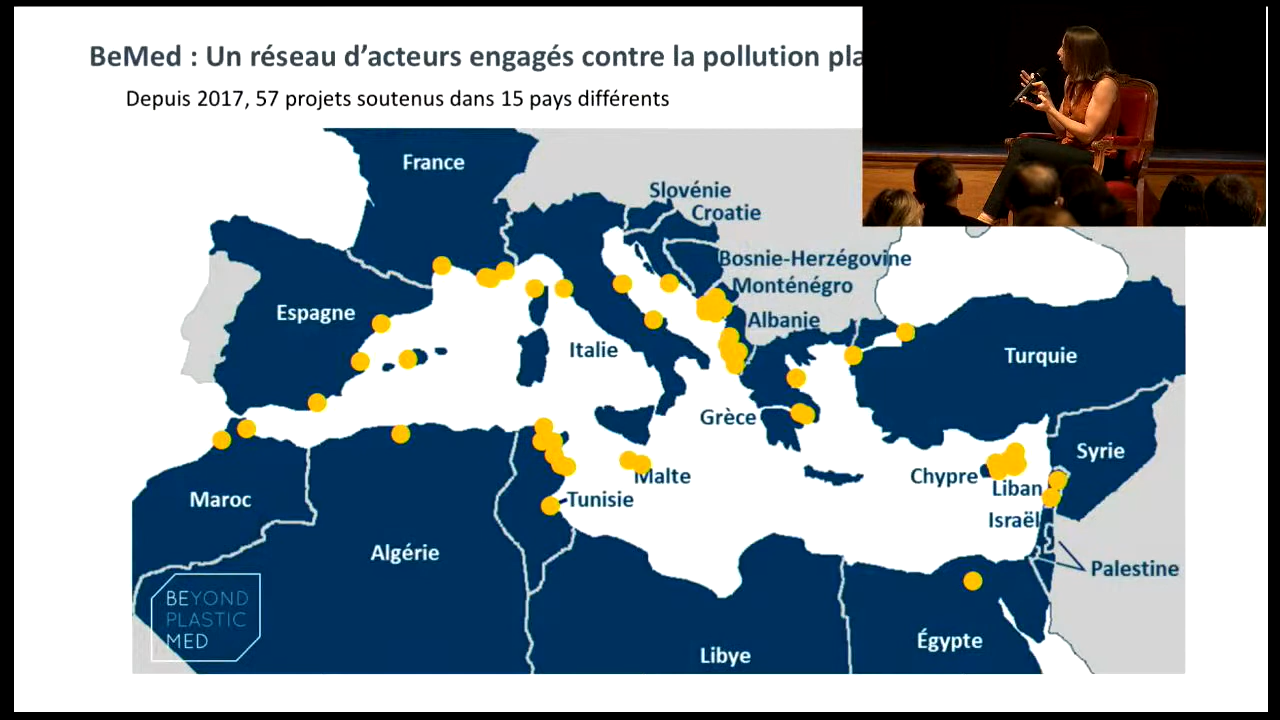 BeMed : Un réseau d'acteurs engagés contre la pollution pla
Depuis 2017, 57 projets soutenus dans 15 pays différents
France
Slovénie
Croatie
Bosnie-Herzégovine
Monténégro
Espagne
Albanie
Italie
Turquie
Grèce
Syrie
Malte
Chypre
Liban
Maroc
Tunisie
Israël
Algérie
Palestine
BEYOND
PLASTIC
MED
Égypte
Libye